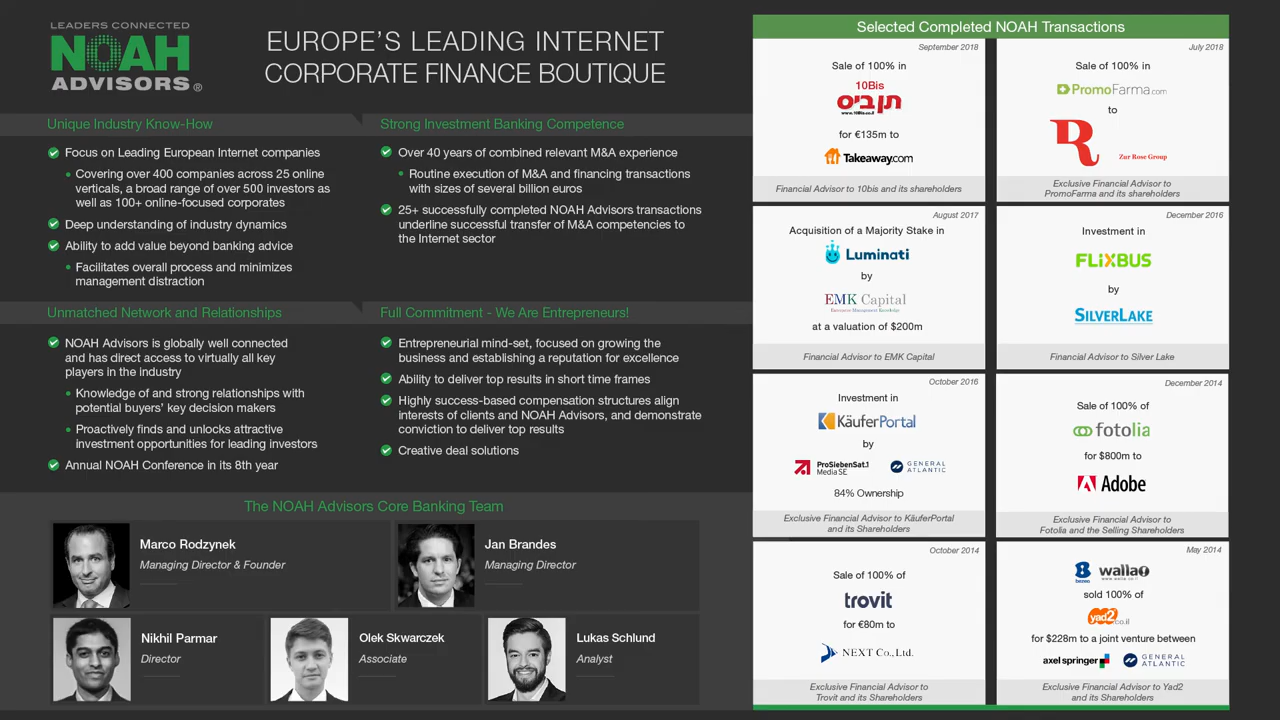 LEADERS CONNECTED
NOAH
ADVISORS®
EUROPE'S LEADING INTERNET
CORPORATE FINANCE BOUTIQUE
Unique Industry Know-How
Focus on Leading European Internet companies
Covering over 400 companies across 25 online
verticals, a broad range of over 500 investors as
well as 100+ online-focused corporates
Deep understanding of industry dynamics
Ability to add value beyond banking advice
Facilitates overall process and minimizes
management distraction
Strong Investment Banking Competence
Over 40 years of combined relevant M&A experience
Routine execution of M&A and financing transactions
with sizes of several billion euros
25+ successfully completed NOAH Advisors transactions
underline successful transfer of M&A competencies to
the Internet sector
Unmatched Network and Relationships
NOAH Advisors is globally well connected
and has direct access to virtually all key
players in the industry
Knowledge of and strong relationships with
potential buyers' key decision makers
Proactively finds and unlocks attractive
investment opportunities for leading investors
Annual NOAH Conference in its 8th year
Full Commitment - We Are Entrepreneurs!
Entrepreneurial mind-set, focused on growing the
business and establishing a reputation for excellence
Ability to deliver top results in short time frames
Highly success-based compensation structures align
interests of clients and NOAH Advisors, and demonstrate
conviction to deliver top results
Creative deal solutions
The NOAH Advisors Core Banking Team
Marco Rodzynek
Managing Director & Founder
Jan Brandes
Managing Director
Nikhil Parmar
Director
Olek Skwarczek
Associate
Lukas Schlund
Analyst
Selected Completed NOAH Transactions
September 2018
Sale of 100% in
10Bis
תן ביס
www.10Bis.co.il
for €135m to
Takeaway.com
Financial Advisor to 10bis and its shareholders
July 2018
Sale of 100% in
PromoFarma.com
to
R
Zur Rose Group
Exclusive Financial Advisor to
PromoFarma and its shareholders
August 2017
Acquisition of a Majority Stake in
Luminati
by
EMK Capital
at a valuation of $200m
Financial Advisor to EMK Capital
December 2016
Investment in
FLiXBUS
by
SILVERLAKE
Financial Advisor to Silver Lake
October 2016
Investment in
KäuferPortal
by
ProSiebenSat.1
Media SE
GENERAL
ATLANTIC
84% Ownership
Exclusive Financial Advisor to KäuferPortal
and its Shareholders
December 2014
Sale of 100% of
fotolia
for $800m to
Adobe
Exclusive Financial Advisor to
Fotolia and the Selling Shareholders
October 2014
Sale of 100% of
trovit
for €80m to
NEXT Co., Ltd.
Exclusive Financial Advisor to
Trovit and its Shareholders
May 2014
bezeq
walla!
www.walla.co.il
sold 100% of
yad2.co.il
for $228m to a joint venture between
axel springer
GENERAL
ATLANTIC
Exclusive Financial Advisor to Yad2
and its Shareholders